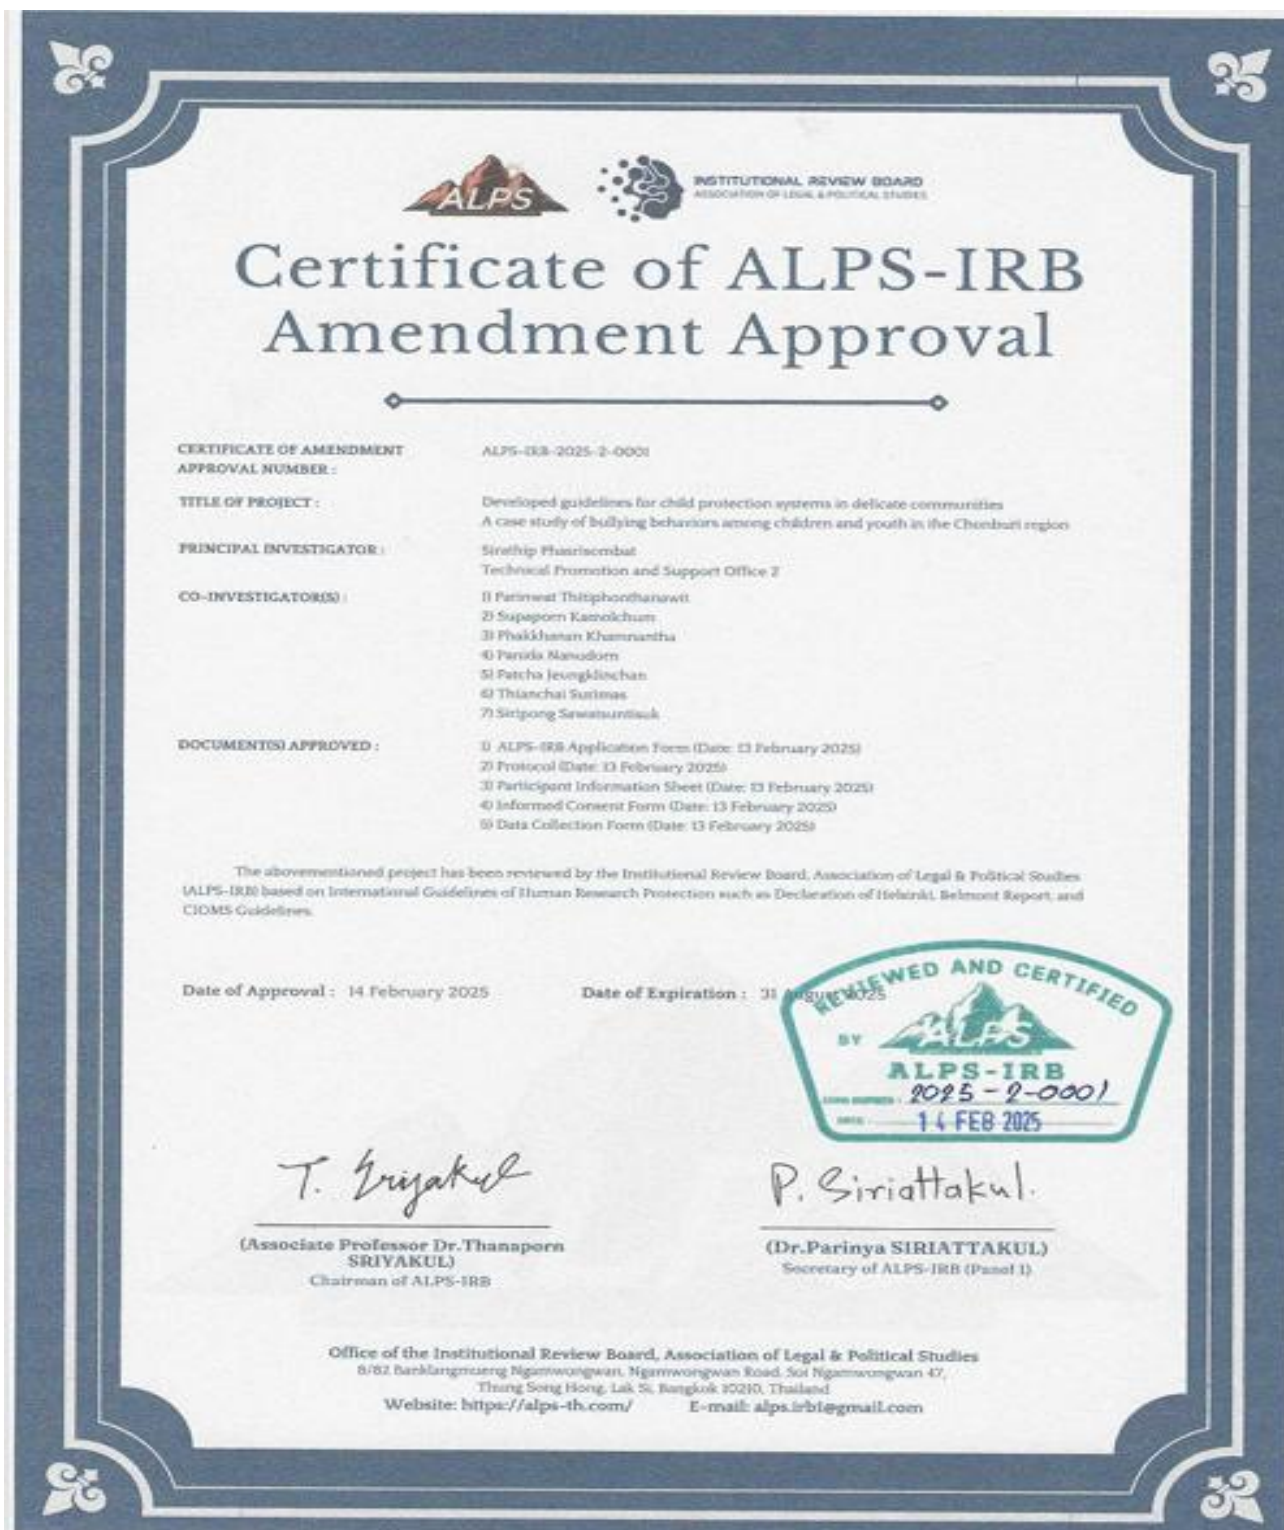 ALPS
INSTITUTIONAL REVIEW BOARD
ASSOCIATION OF LEGAL & POLITICAL STUDIES
Certificate of ALPS-IRB
Amendment Approval
CERTIFICATE OF AMENDMENT
APPROVAL NUMBER :
ALPS-IRB-2025-2-0001
TITLE OF PROJECT :
Developed guidelines for child protection systems in delicate communities
A case study of bullying behaviors among children and youth in the Chonburi region
PRINCIPAL INVESTIGATOR :
Sirathip Phasrisombat
Technical Promotion and Support Office 2
CO-INVESTIGATOR(S) :
1) Parinwat Thitiphonthanawit
2) Supaporn Kamolchum
3) Phakkhanan Khamnantha
4) Panida Nanudorn
5) Patcha Jeungklinchan
6) Thianchai Surimas
7) Siripong Sawatsuntisuk
DOCUMENT(S) APPROVED :
1) ALPS-IRB Application Form (Date: 13 February 2025)
2) Protocol (Date: 13 February 2025)
3) Participant Information Sheet (Date: 13 February 2025)
4) Informed Consent Form (Date: 13 February 2025)
5) Data Collection Form (Date: 13 February 2025)
The abovementioned project has been reviewed by the Institutional Review Board, Association of Legal & Political Studies
(ALPS-IRB) based on International Guidelines of Human Research Protection such as Declaration of Helsinki, Belmont Report, and
CIOMS Guidelines.
Date of Approval : 14 February 2025 Date of Expiration : 31 August 2025
REVIEWED AND CERTIFIED
BY ALPS
ALPS-IRB
2025-2-0001
DATE : 14 FEB 2025
T. Sriyakul
P. Siriattakul.
(Associate Professor Dr.Thanaporn
SRIYAKUL)
Chairman of ALPS-IRB
(Dr.Parinya SIRIATTAKUL)
Secretary of ALPS-IRB (Panel 1)
Office of the Institutional Review Board, Association of Legal & Political Studies
8/82 Banklangmueng Ngamwongwan, Ngamwongwan Road, Soi Ngamwongwan 47,
Thung Song Hong, Lak Si, Bangkok 10210, Thailand
Website: https://alps-th.com/ E-mail: alps.irb1@gmail.com